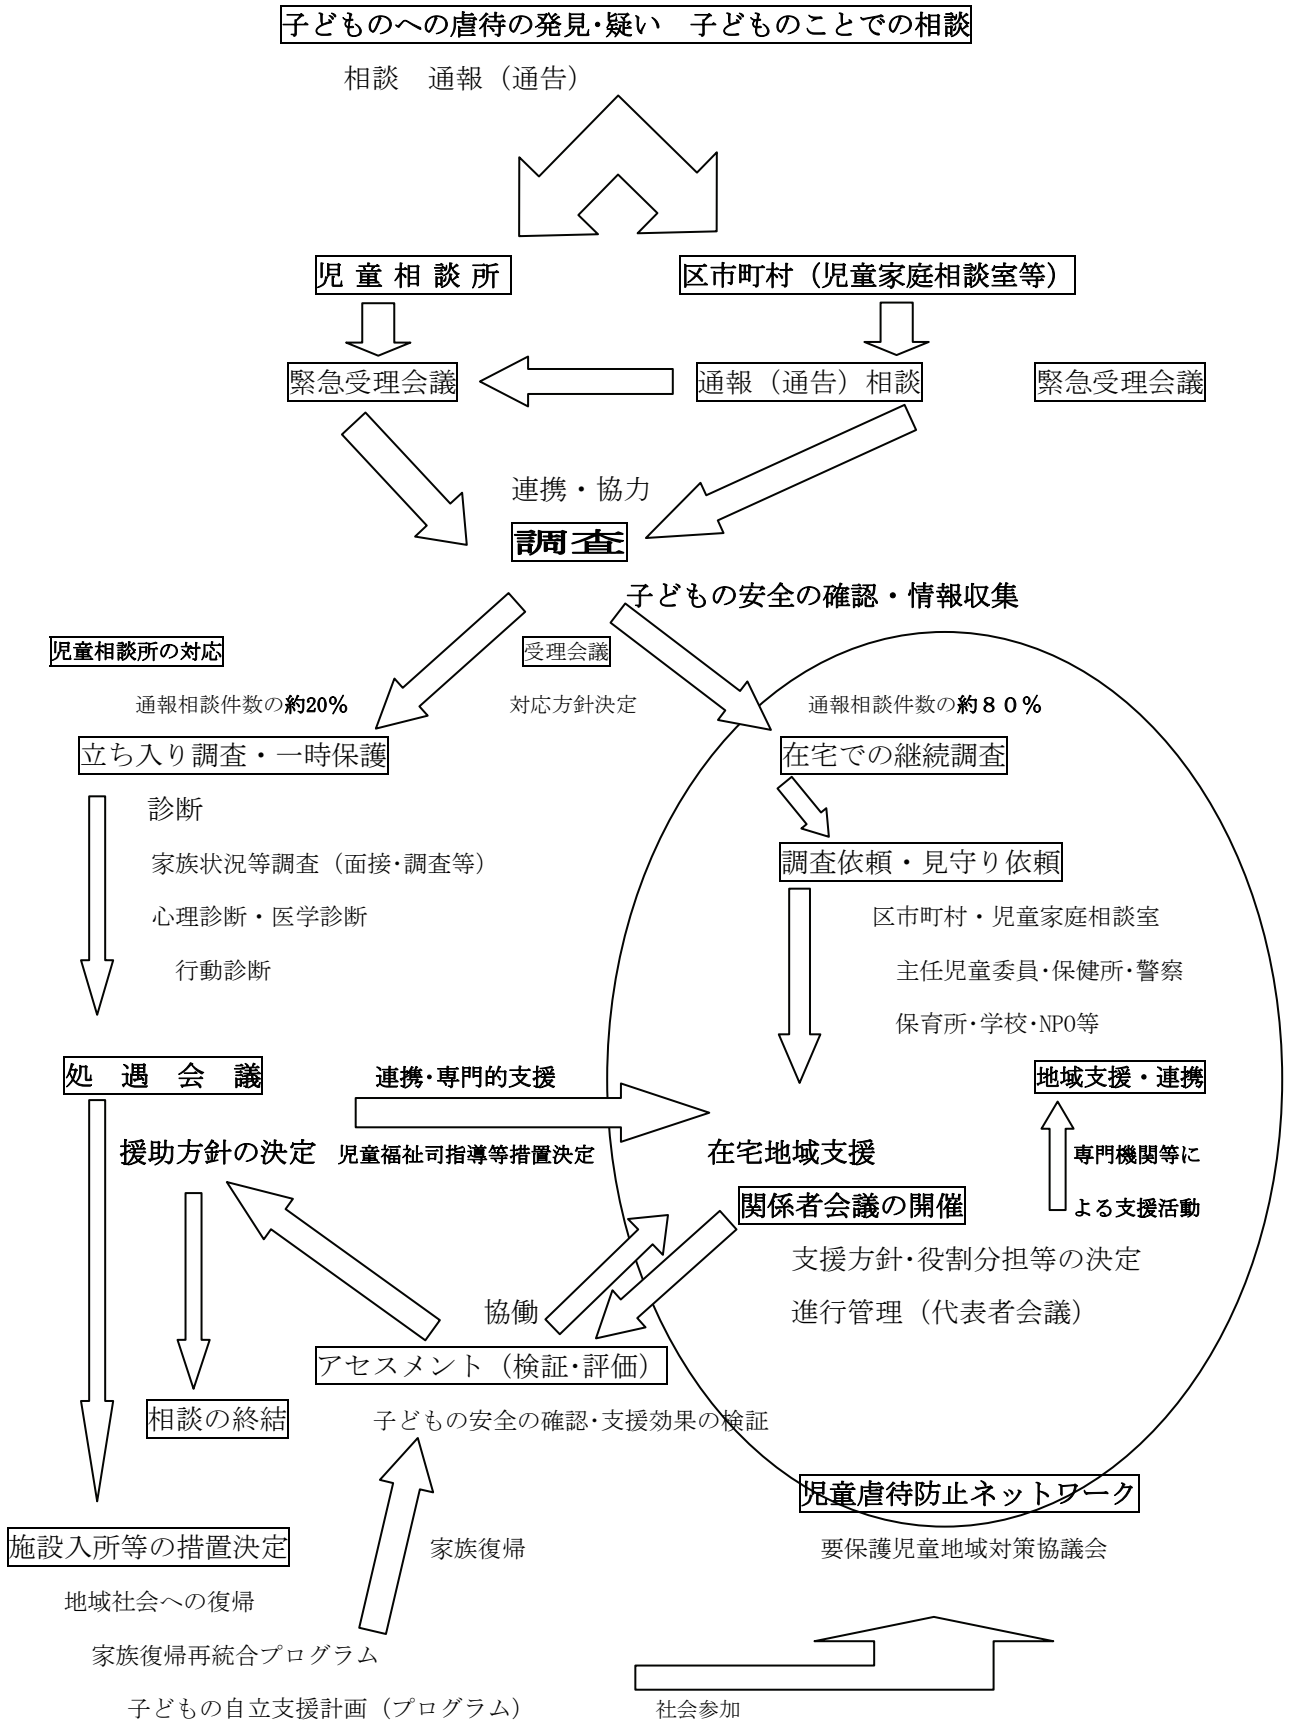 子どものへの虐待の発見･疑い　子どものことでの相談
相談　通報（通告）
児 童 相 談 所
区市町村（児童家庭相談室等）
緊急受理会議
通報（通告）相談
緊急受理会議
連携・協力
調査
子どもの安全の確認・情報収集
児童相談所の対応
受理会議
通報相談件数の約20%
対応方針決定
通報相談件数の約８０%
立ち入り調査・一時保護
在宅での継続調査
診断
家族状況等調査（面接･調査等）
調査依頼・見守り依頼
心理診断・医学診断
区市町村・児童家庭相談室
行動診断
主任児童委員･保健所･警察
保育所･学校･NPO等
処　遇　会　議
連携･専門的支援
地域支援・連携
援助方針の決定
児童福祉司指導等措置決定
在宅地域支援
専門機関等に
よる支援活動
関係者会議の開催
支援方針･役割分担等の決定
協働
進行管理（代表者会議）
アセスメント（検証･評価）
相談の終結
子どもの安全の確認･支援効果の検証
児童虐待防止ネットワーク
施設入所等の措置決定
家族復帰
要保護児童地域対策協議会
地域社会への復帰
家族復帰再統合プログラム
子どもの自立支援計画（プログラム）
社会参加